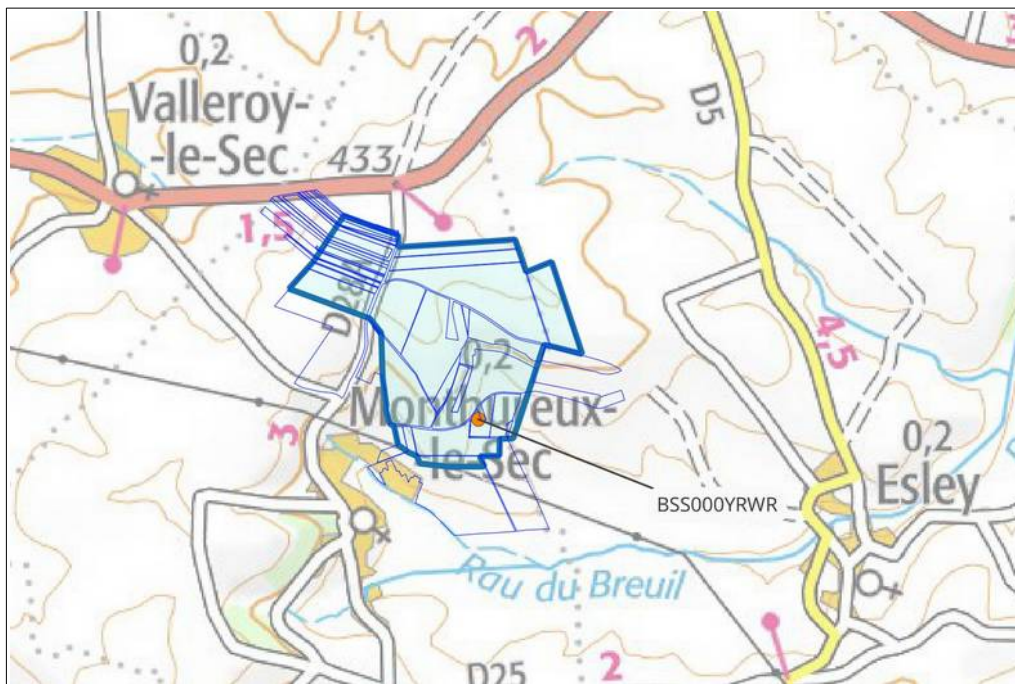 0,2
Valleroy-
-le-Sec
433
2
D5
1,5
4,5
0,2
Monthureux-
-le-Sec
3
BSS000YRWR
0,2
Esley
Rau du Breuil
D25
2